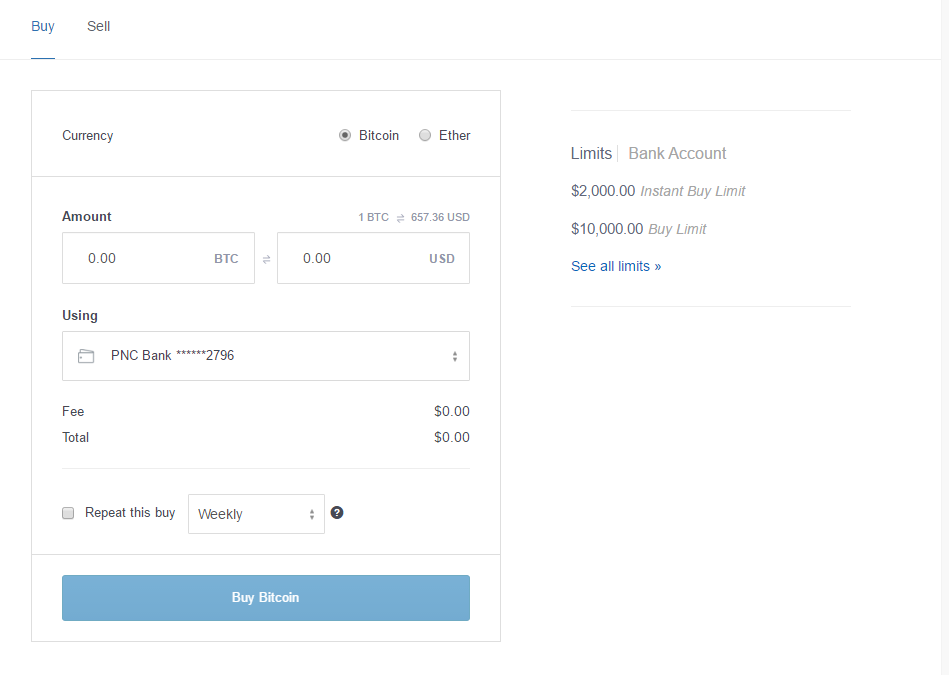 Buy Sell
Currency Bitcoin Ether
Amount 1 BTC ⇌ 657.36 USD
0.00 BTC ⇌ 0.00 USD
Using
PNC Bank ******2796
Fee $0.00
Total $0.00
Repeat this buy Weekly ?
Buy Bitcoin
Limits Bank Account
$2,000.00 Instant Buy Limit
$10,000.00 Buy Limit
See all limits »